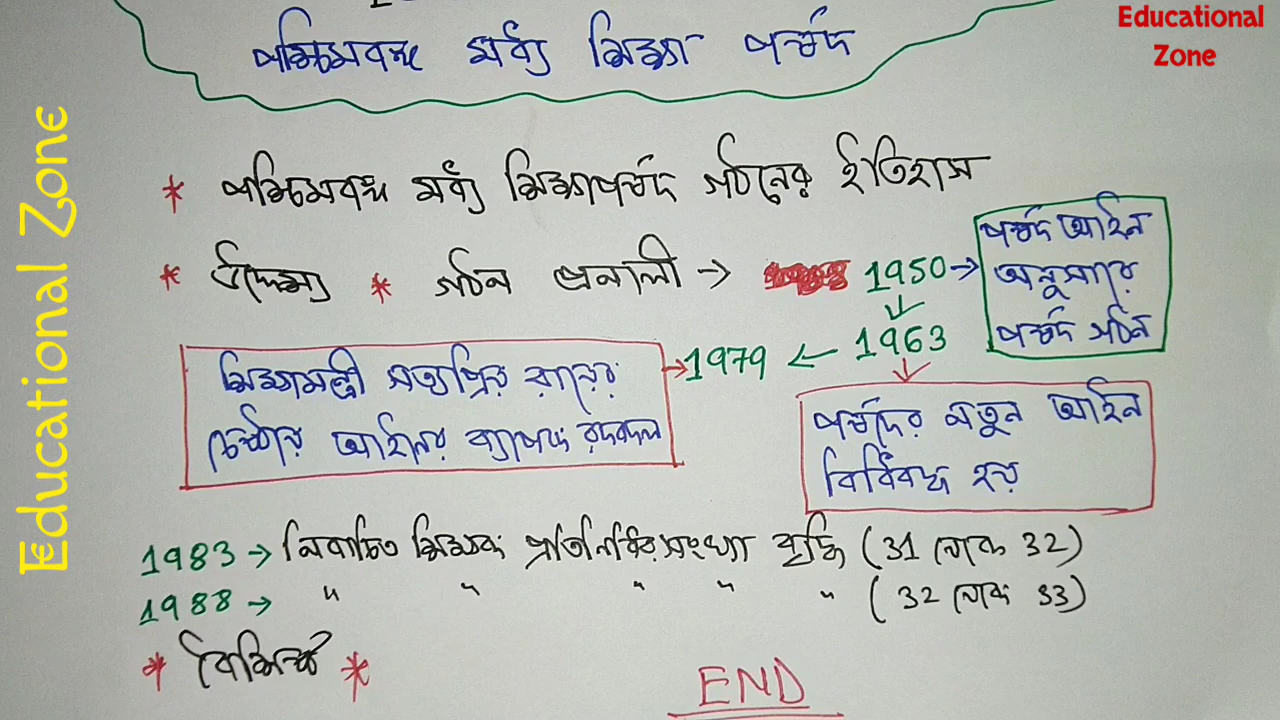 Educational
Zone
পশ্চিমবঙ্গ মধ্য শিক্ষা পর্ষদ
Educational Zone
* পশ্চিমবঙ্গ মধ্য শিক্ষাপর্ষদ গঠনের ইতিহাস
* উদ্দেশ্য * গঠন প্রনালী → 1950 →
পর্ষদ আইন
অনুসারে
পর্ষদ গঠন
↓
1979 ← 1963
শিক্ষামন্ত্রী সত্যপ্রিয় রায়ের
চেষ্টায় আইনের ব্যাপক রদবদল
পর্ষদের নতুন আইন
বিধিবদ্ধ হয়
1983 → নির্বাচিত শিক্ষক প্রতিনিধির সংখ্যা বৃদ্ধি (31 থেকে 32)
1988 → " " " " " (32 থেকে 33)
* বৈশিষ্ট্য *
END